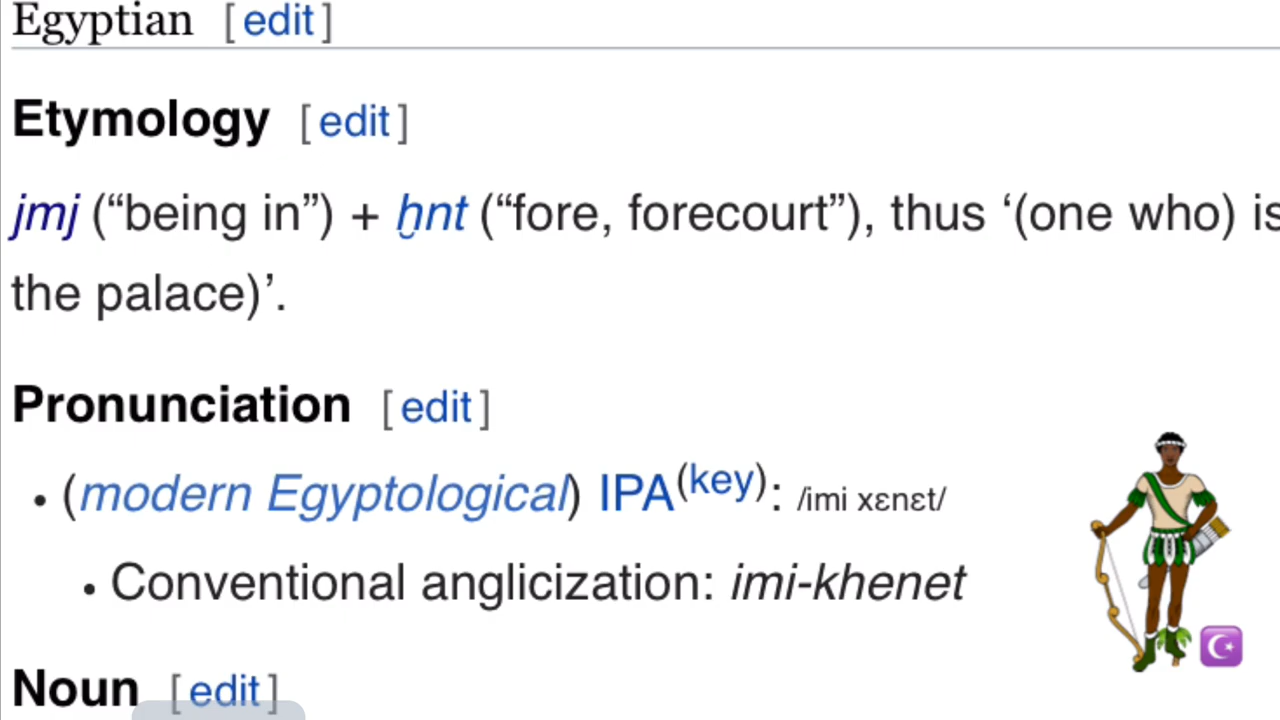 Egyptian [edit]
Etymology [edit]
jmj (“being in”) + ḫnt (“fore, forecourt”), thus ‘(one who) is
the palace)’.
Pronunciation [edit]
• (modern Egyptological) IPA(key): /imi xɛnɛt/
• Conventional anglicization: imi-khenet
Noun [edit]